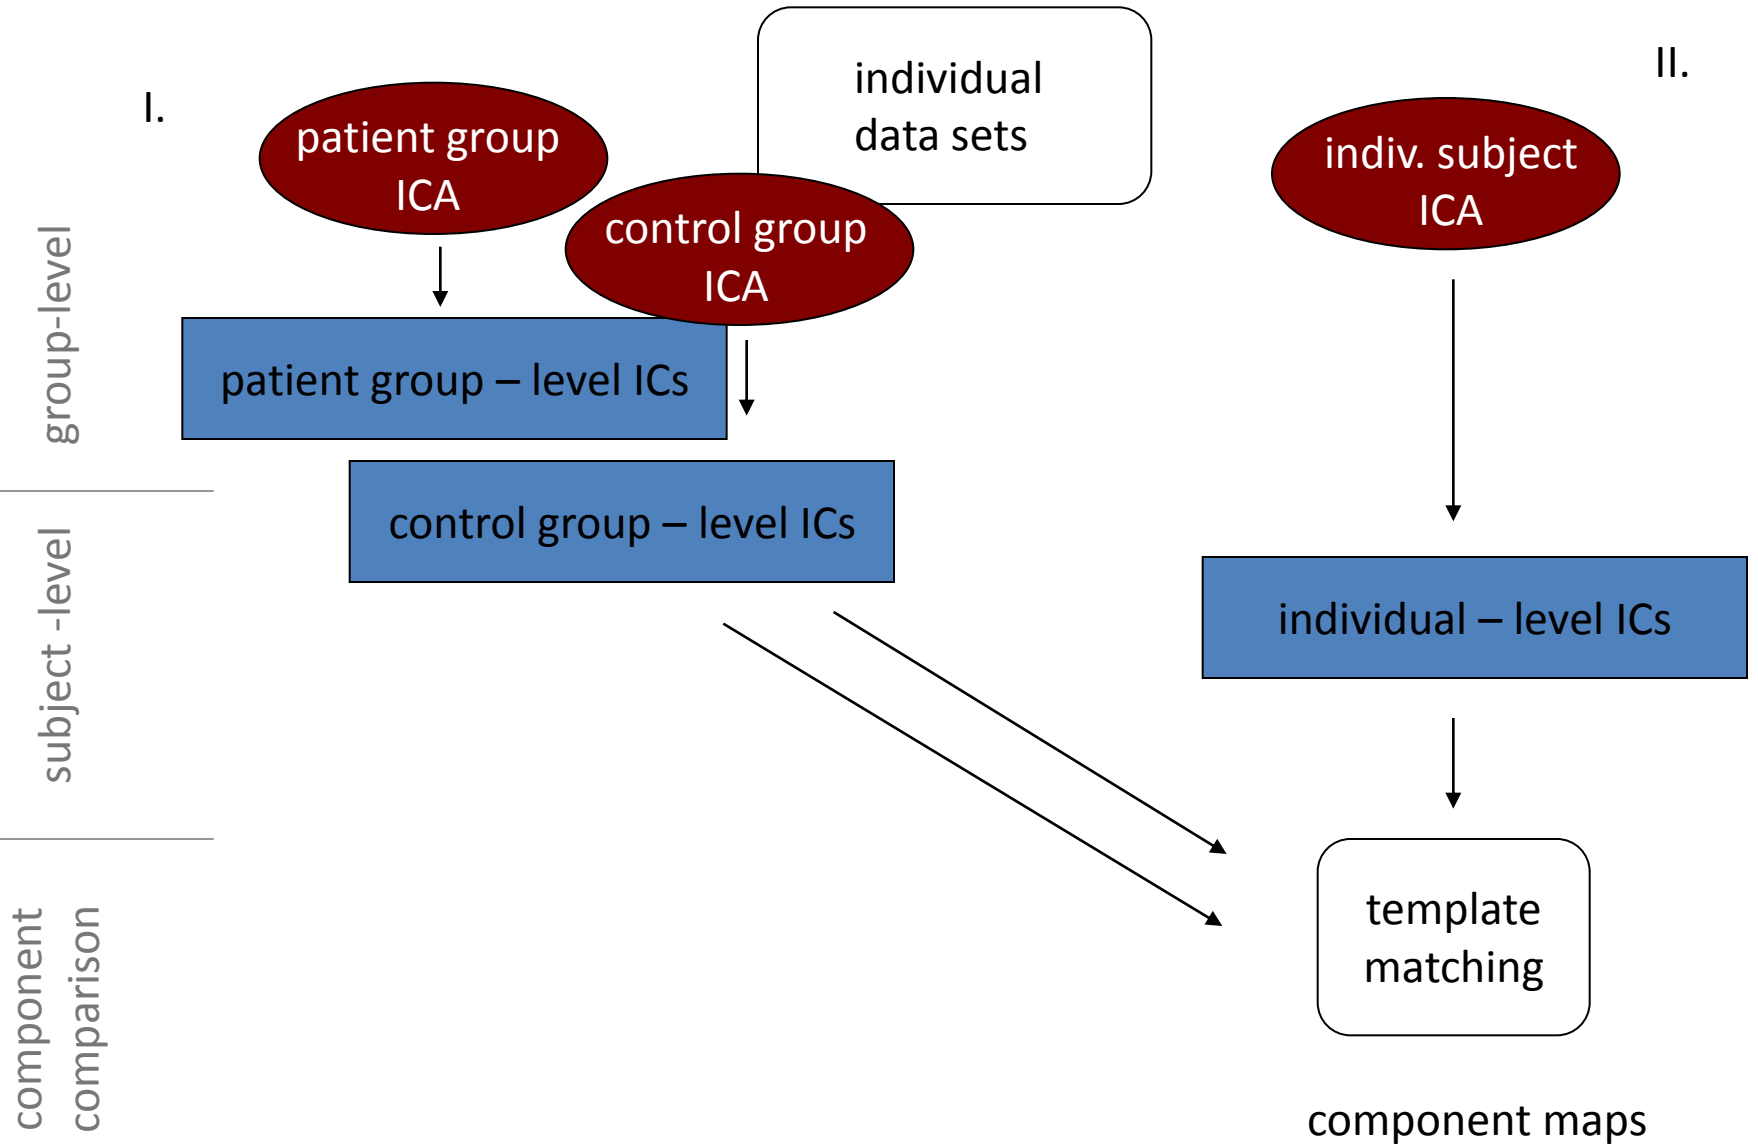 I.
II.
individual
data sets
patient group
ICA
control group
ICA
indiv. subject
ICA
group-level
patient group – level ICs
control group – level ICs
subject -level
individual – level ICs
component
comparison
template
matching
component maps